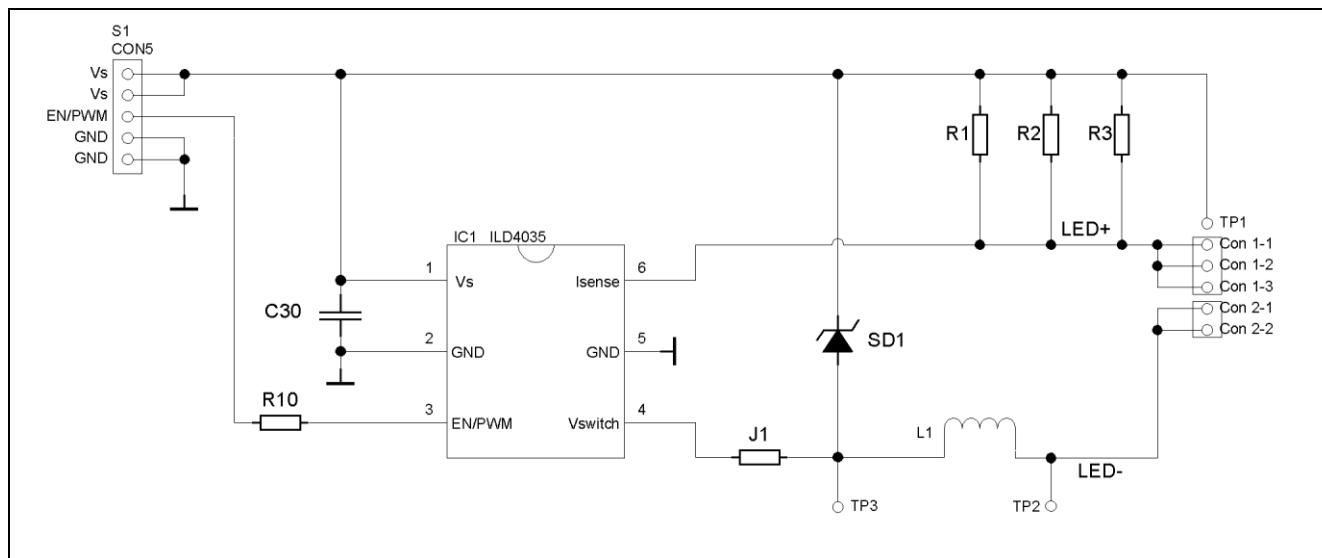 S1
CON5
Vs
Vs
EN/PWM
GND
GND
R1
R2
R3
TP1
LED+
Con 1-1
Con 1-2
Con 1-3
Con 2-1
Con 2-2
IC1 ILD4035
1
Vs
Isense
6
C30
2
GND
GND
5
SD1
R10
3
EN/PWM
Vswitch
4
J1
L1
LED-
TP3
TP2